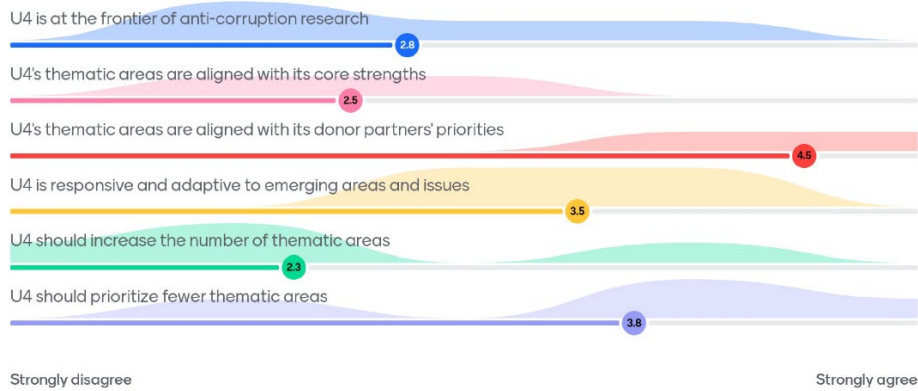 U4 is at the frontier of anti-corruption research
2.8
U4's thematic areas are aligned with its core strengths
2.5
U4's thematic areas are aligned with its donor partners' priorities
4.5
U4 is responsive and adaptive to emerging areas and issues
3.5
U4 should increase the number of thematic areas
2.3
U4 should prioritize fewer thematic areas
3.8
Strongly disagree Strongly agree